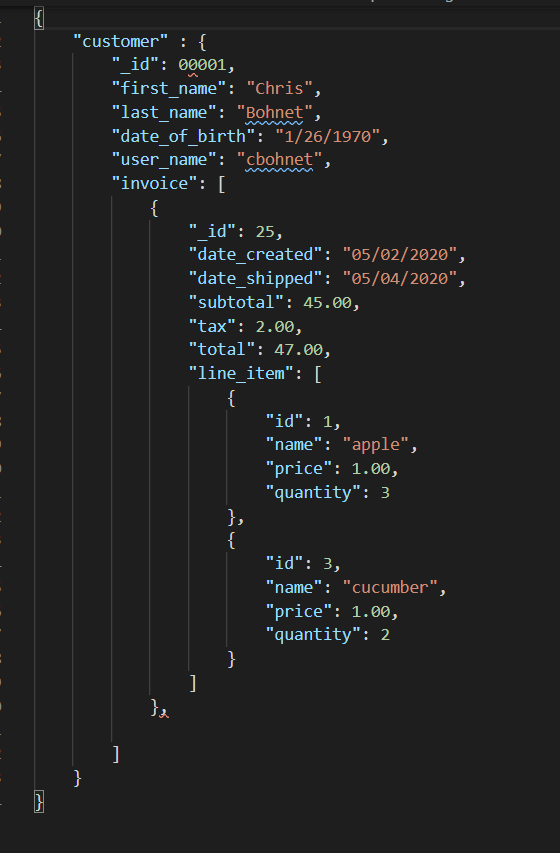 {
"customer" : {
"_id": 00001,
"first_name": "Chris",
"last_name": "Bohnet",
"date_of_birth": "1/26/1970",
"user_name": "cbohnet",
"invoice": [
{
"_id": 25,
"date_created": "05/02/2020",
"date_shipped": "05/04/2020",
"subtotal": 45.00,
"tax": 2.00,
"total": 47.00,
"line_item": [
{
"id": 1,
"name": "apple",
"price": 1.00,
"quantity": 3
},
{
"id": 3,
"name": "cucumber",
"price": 1.00,
"quantity": 2
}
]
},
]
}
}